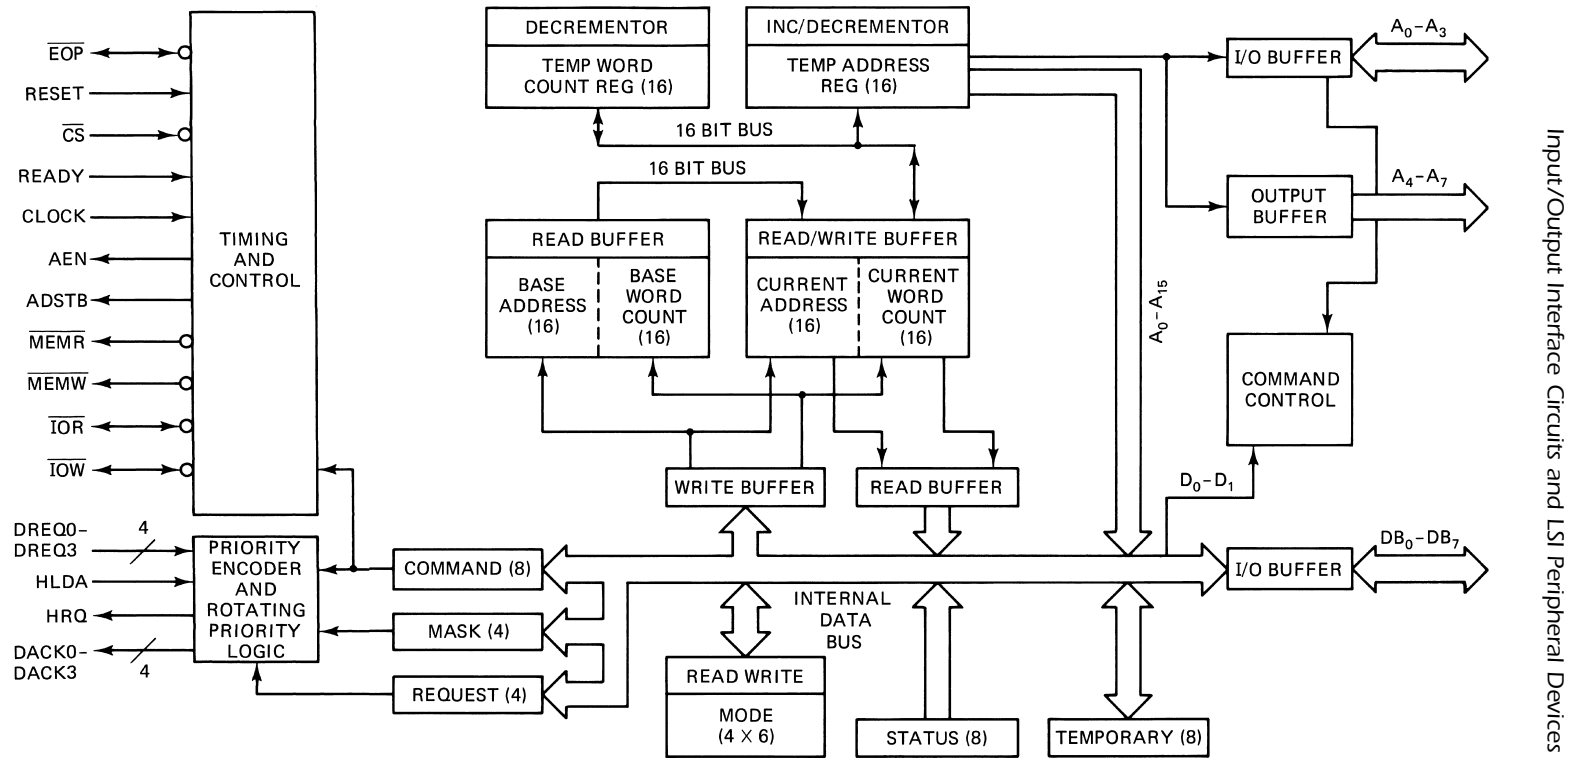 EOP
RESET
CS
READY
CLOCK
AEN
ADSTB
MEMR
MEMW
IOR
IOW
DREQ0-
DREQ3
4
HLDA
HRQ
DACK0-
DACK3
4
TIMING
AND
CONTROL
PRIORITY
ENCODER
AND
ROTATING
PRIORITY
LOGIC
DECREMENTOR
TEMP WORD
COUNT REG (16)
INC/DECREMENTOR
TEMP ADDRESS
REG (16)
16 BIT BUS
16 BIT BUS
READ BUFFER
BASE
ADDRESS
(16)
BASE
WORD
COUNT
(16)
READ/WRITE BUFFER
CURRENT
ADDRESS
(16)
CURRENT
WORD
COUNT
(16)
WRITE BUFFER
READ BUFFER
COMMAND (8)
MASK (4)
REQUEST (4)
INTERNAL
DATA
BUS
READ WRITE
MODE
(4 X 6)
STATUS (8)
TEMPORARY (8)
A0-A15
I/O BUFFER
A0-A3
OUTPUT
BUFFER
A4-A7
COMMAND
CONTROL
D0-D1
I/O BUFFER
DB0-DB7
Input/Output Interface Circuits and LSI Peripheral Devices